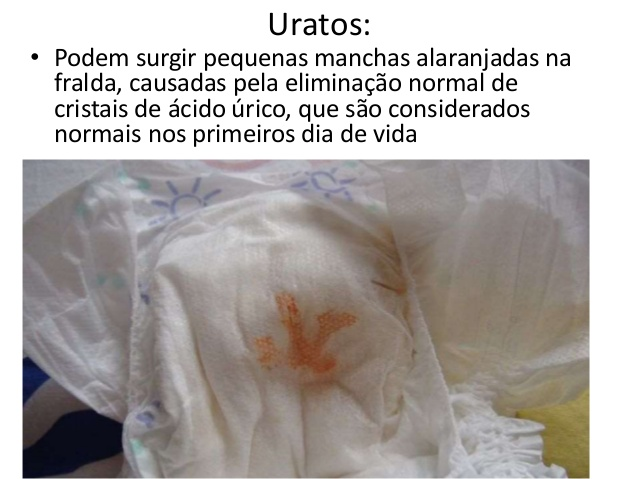 Uratos:
• Podem surgir pequenas manchas alaranjadas na
fralda, causadas pela eliminação normal de
cristais de ácido úrico, que são considerados
normais nos primeiros dia de vida